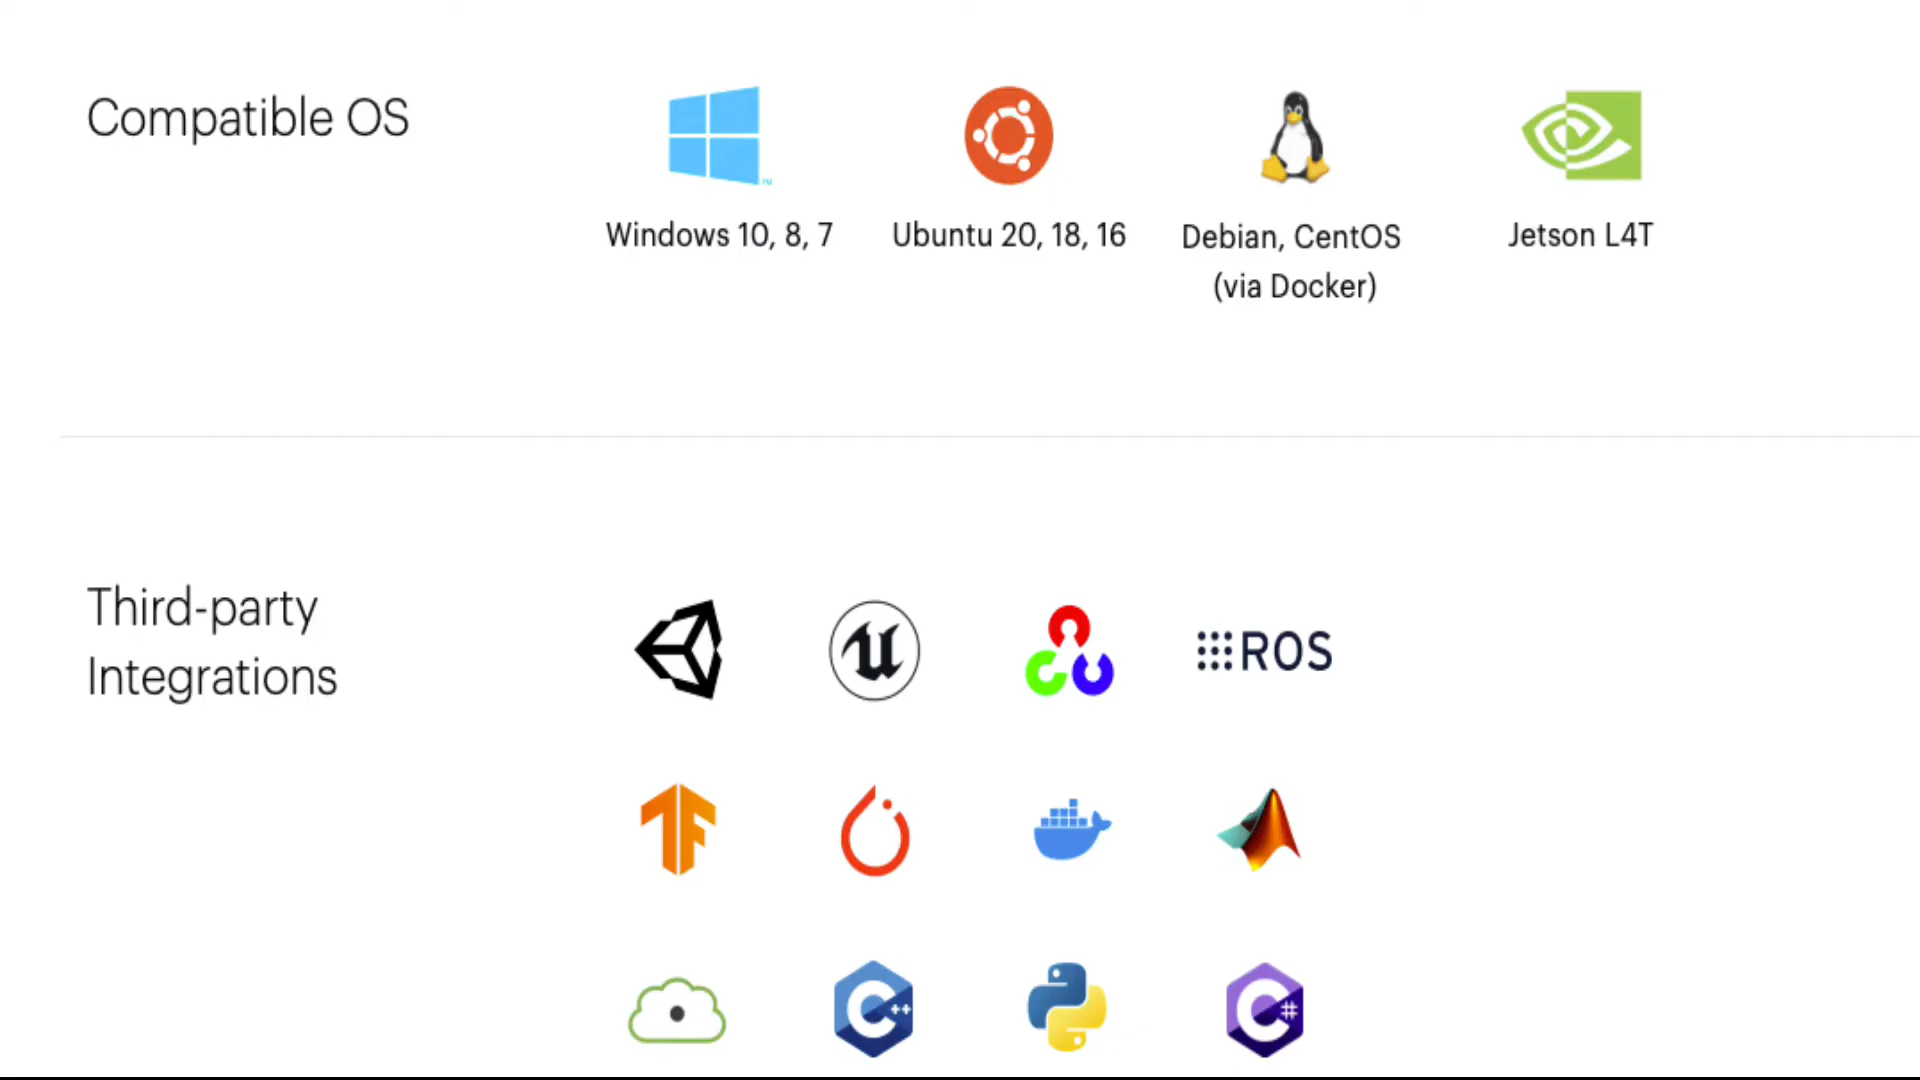 Compatible OS
Windows 10, 8, 7
Ubuntu 20, 18, 16
Debian, CentOS
(via Docker)
Jetson L4T
Third-party
Integrations
ROS
C++
C#